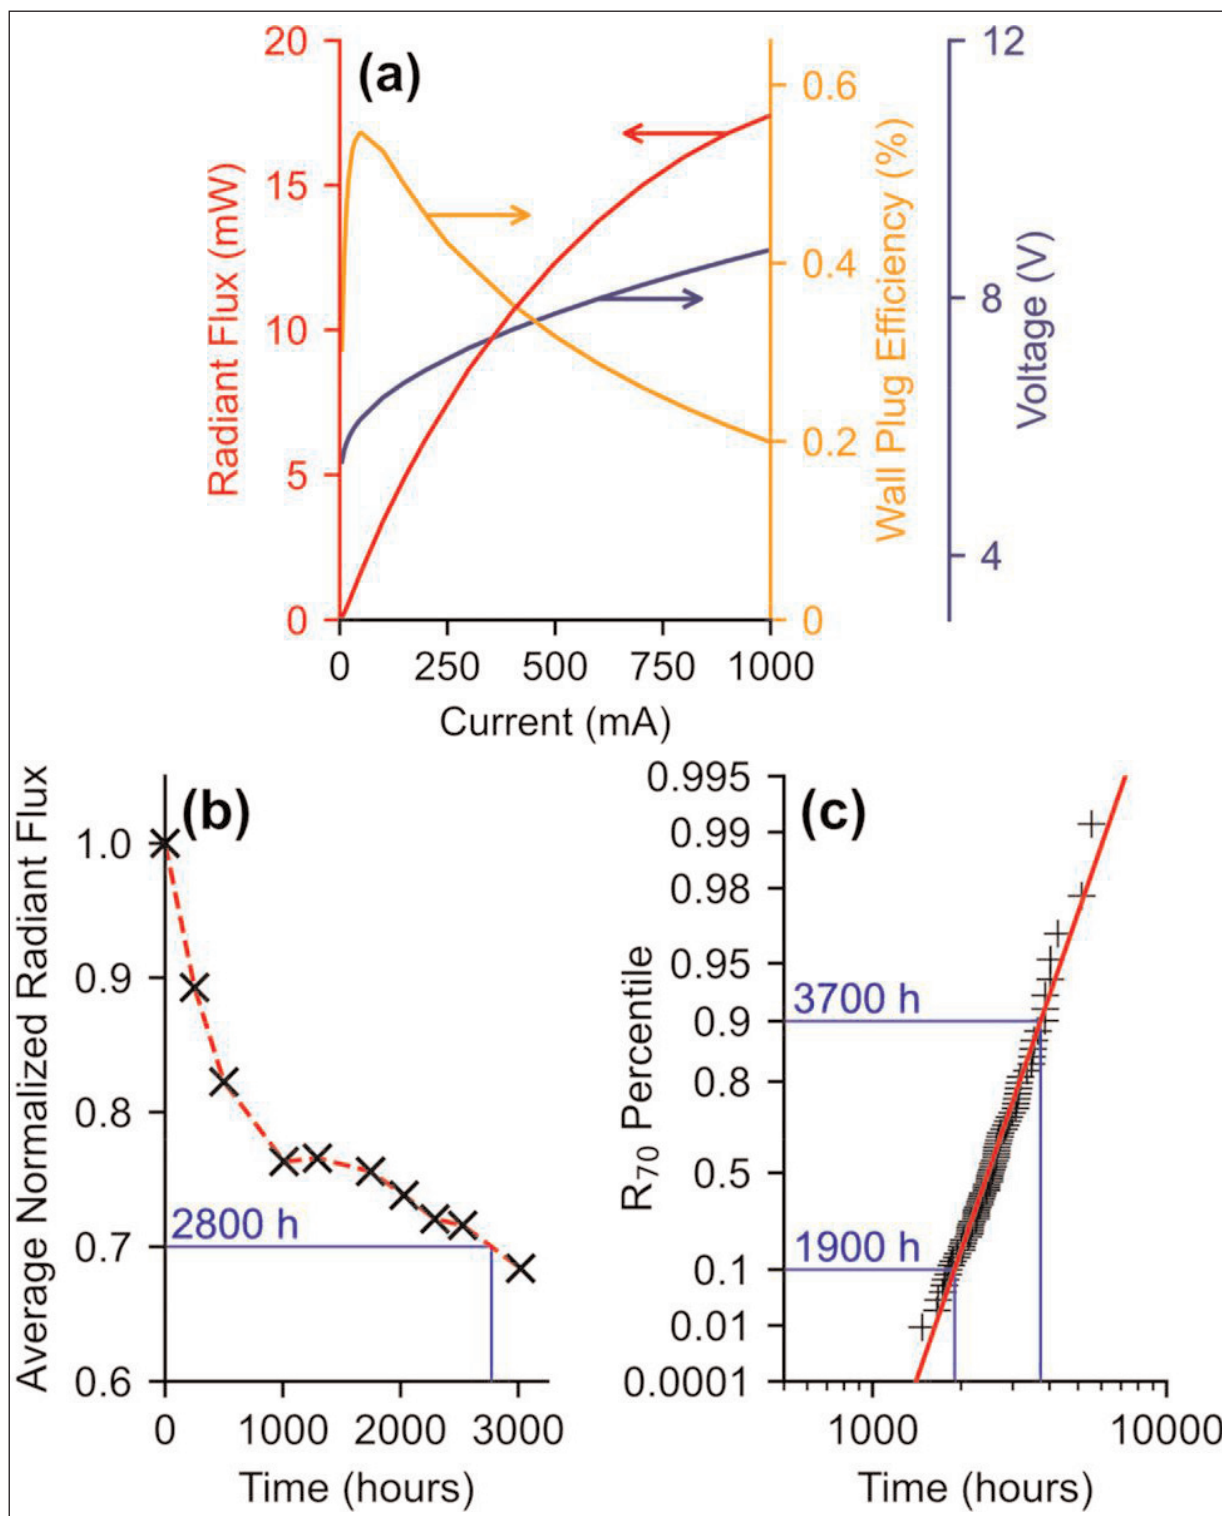 (a)
Radiant Flux (mW)
20
15
10
5
0
0 250 500 750 1000
Current (mA)
Wall Plug Efficiency (%)
0.6
0.4
0.2
0
Voltage (V)
12
8
4
(b)
Average Normalized Radiant Flux
1.0
0.9
0.8
0.7
0.6
2800 h
0 1000 2000 3000
Time (hours)
(c)
R₇₀ Percentile
0.995
0.99
0.98
0.95
0.9
0.8
0.5
0.1
0.01
0.0001
3700 h
1900 h
1000 10000
Time (hours)